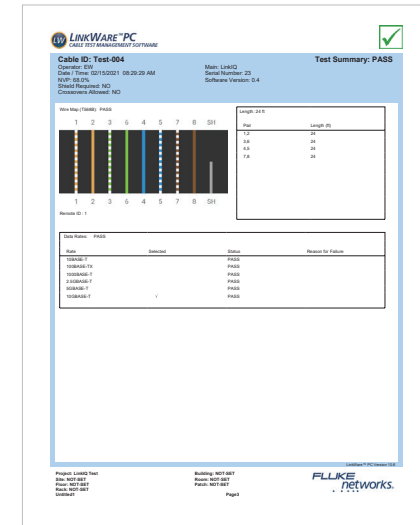 LW LINKWARE™PC
CABLE TEST MANAGEMENT SOFTWARE
Cable ID: Test-004
Test Summary: PASS
Operator: EW
Date / Time: 02/15/2021 08:29:29 AM
NVP: 68.0%
Shield Required: NO
Crossovers Allowed: NO
Main: LinkIQ
Serial Number: 23
Software Version: 0.4
Wire Map (T568B) PASS
1 2 3 6 4 5 7 8 SH
1 2 3 6 4 5 7 8 SH
Remote ID : 1
Length: 24 ft
Pair Length (ft)
1,2 24
3,6 24
4,5 24
7,8 24
Data Rates: PASS
Rate Selected Status Reason for Failure
10BASE-T PASS
100BASE-TX PASS
1000BASE-T PASS
2.5GBASE-T PASS
5GBASE-T PASS
10GBASE-T PASS
Project: LinkIQ Test
Site: NOT-SET
Floor: NOT-SET
Rack: NOT-SET
Untitled1
Building: NOT-SET
Room: NOT-SET
Patch: NOT-SET
Page3
FLUKE
networks.